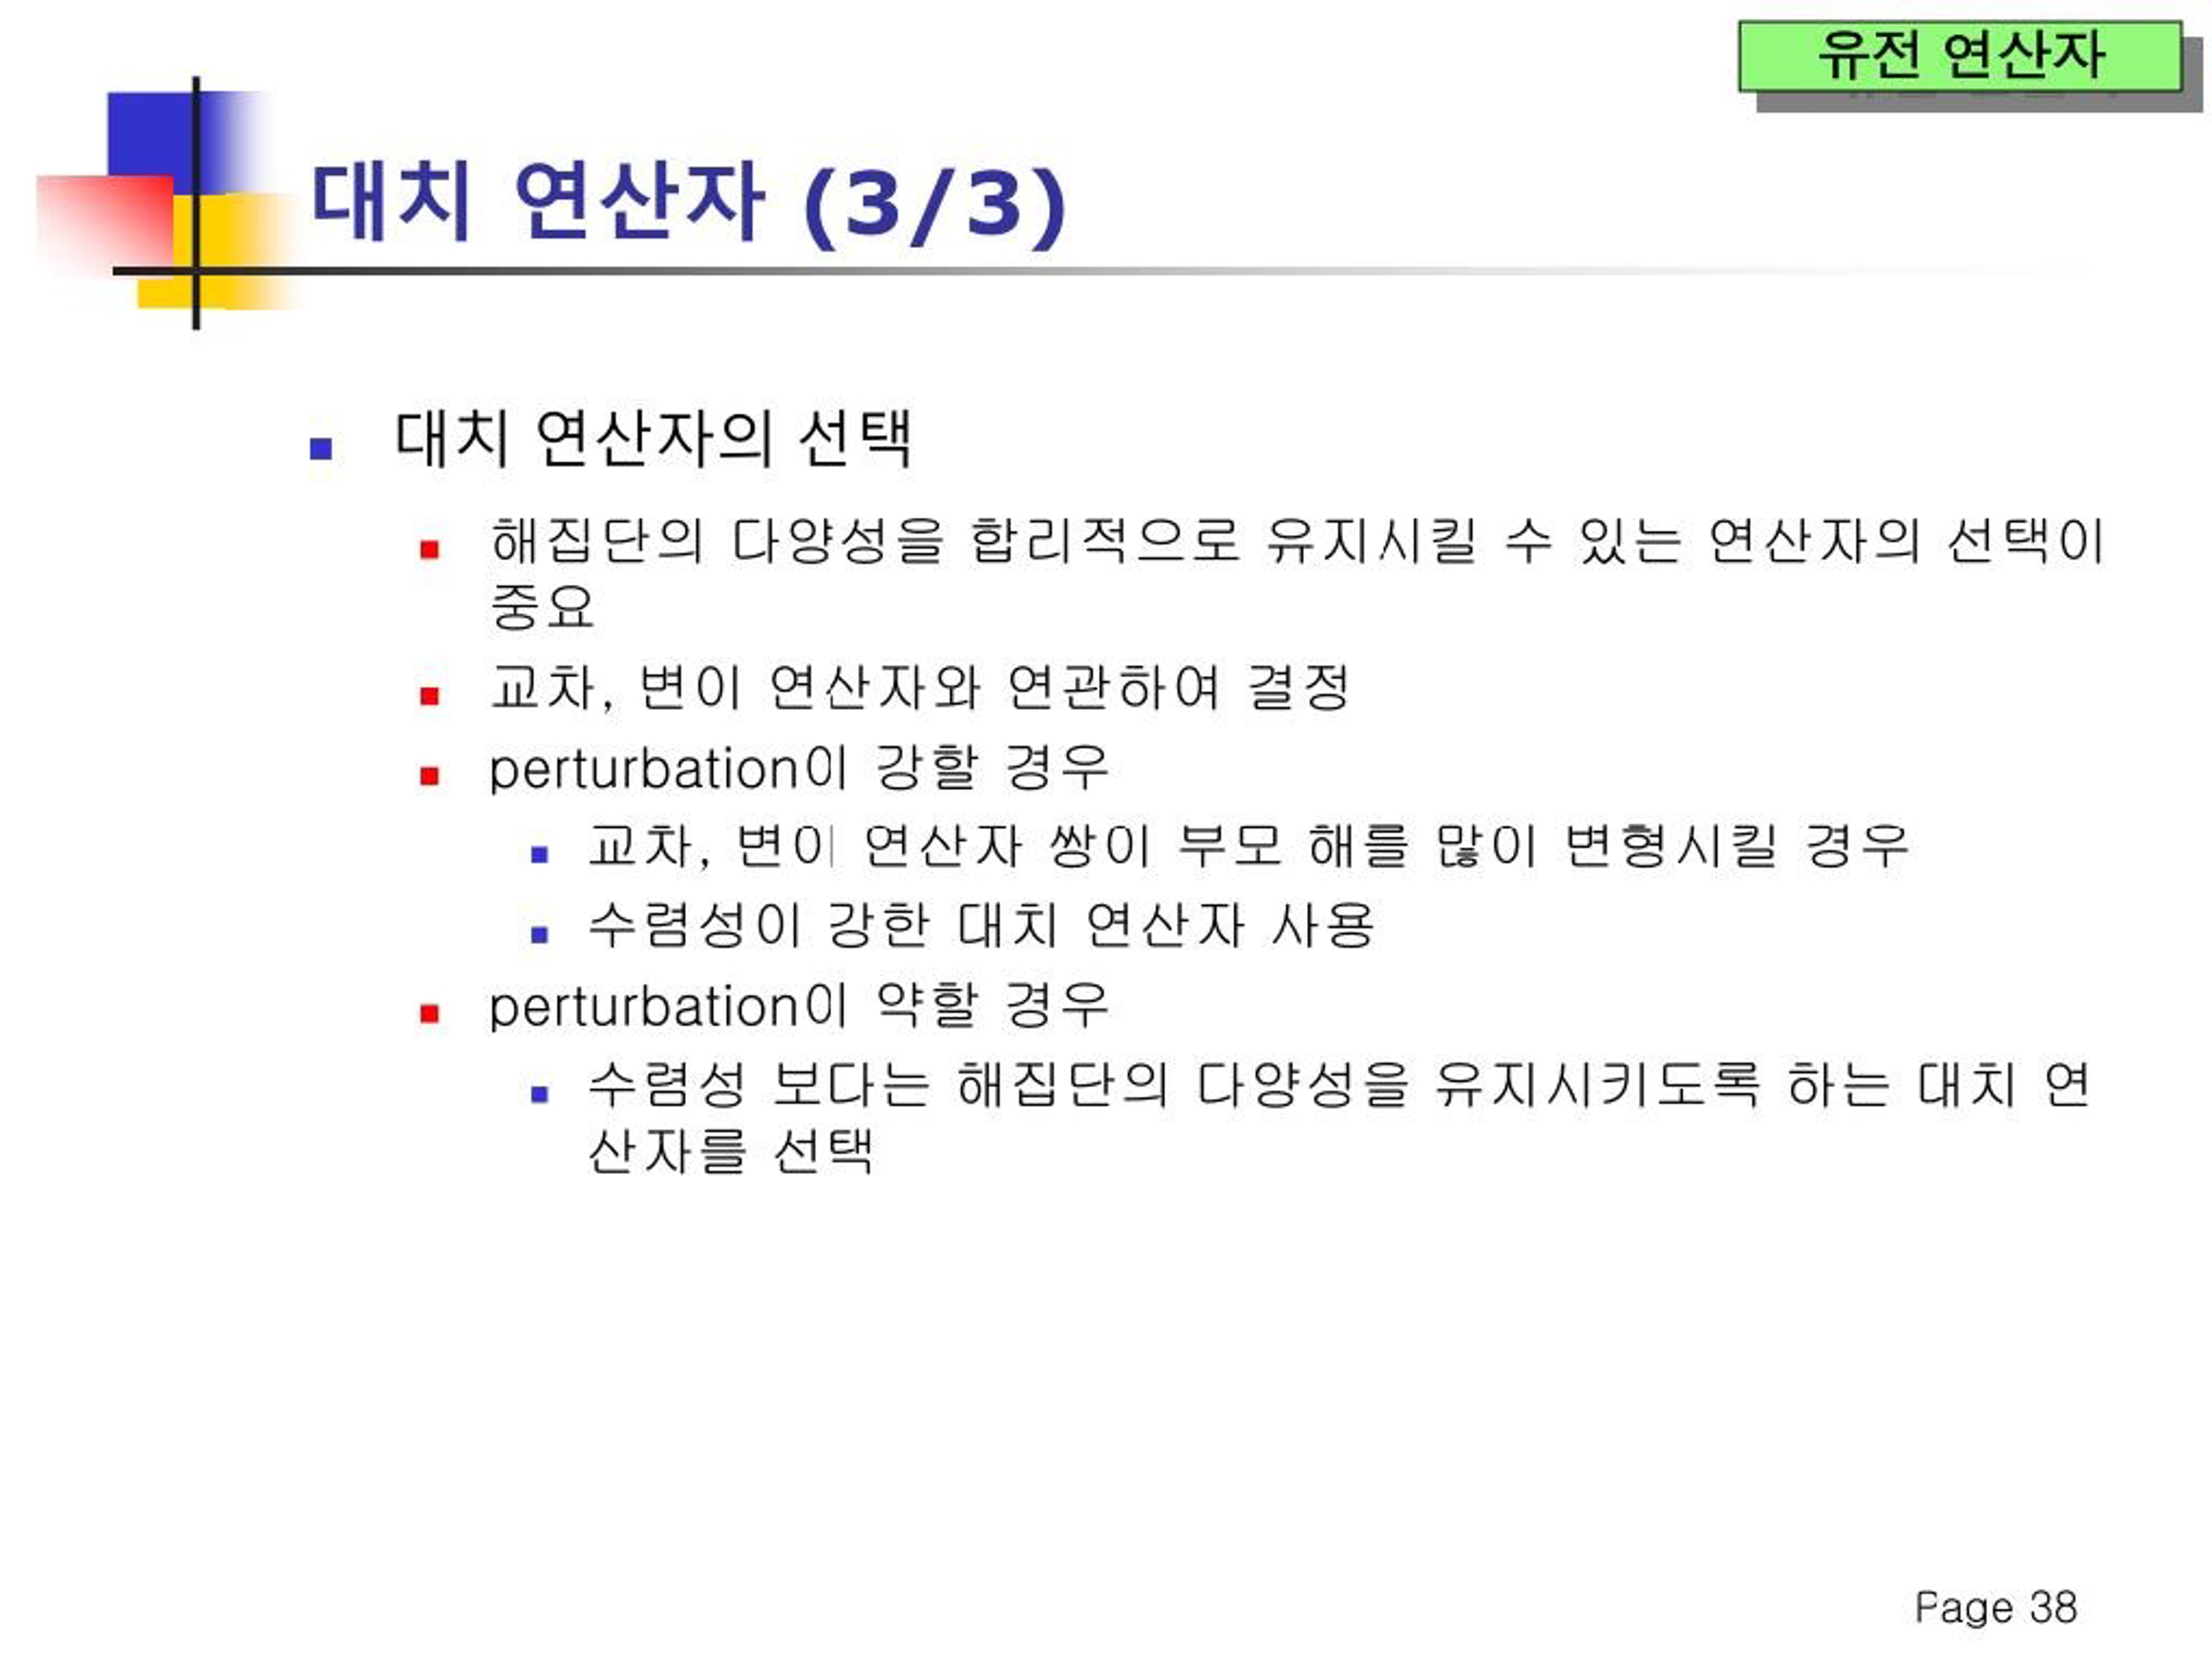 유전 연산자
대치 연산자 (3/3)
대치 연산자의 선택
해집단의 다양성을 합리적으로 유지시킬 수 있는 연산자의 선택이
중요
교차, 변이 연산자와 연관하여 결정
perturbation이 강할 경우
교차, 변이 연산자 쌍이 부모 해를 많이 변형시킬 경우
수렴성이 강한 대치 연산자 사용
perturbation이 약할 경우
수렴성 보다는 해집단의 다양성을 유지시키도록 하는 대치 연
산자를 선택
Page 38